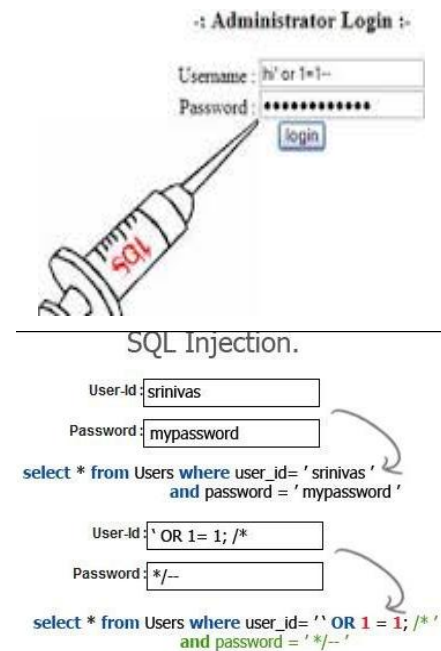 -: Administrator Login :-
Username : hi' or 1=1--
Password : ••••••••••••
login
SQL
SQL Injection.
User-Id : srinivas
Password : mypassword
select * from Users where user_id= ' srinivas '
and password = ' mypassword '
User-Id : ` OR 1= 1; /*
Password : */--
select * from Users where user_id= '` OR 1 = 1; /* '
and password = ' */-- '